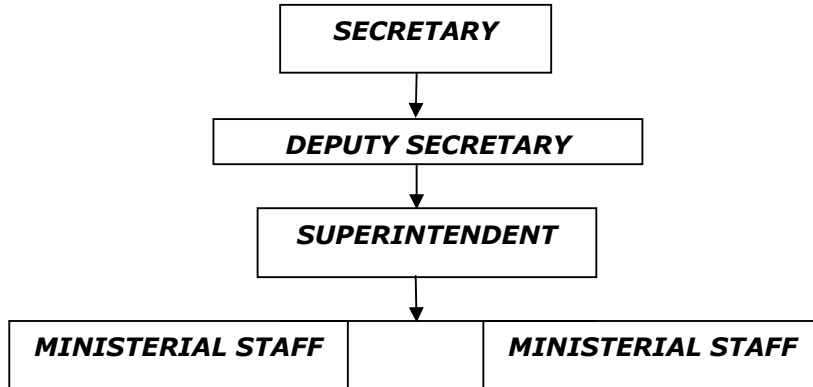 SECRETARY
DEPUTY SECRETARY
SUPERINTENDENT
MINISTERIAL STAFF MINISTERIAL STAFF